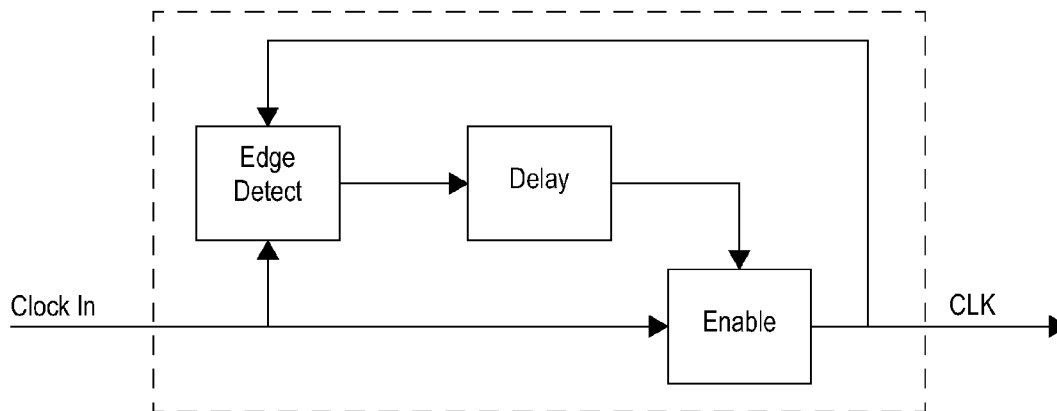 Edge
Detect
Delay
Clock In
Enable
CLK